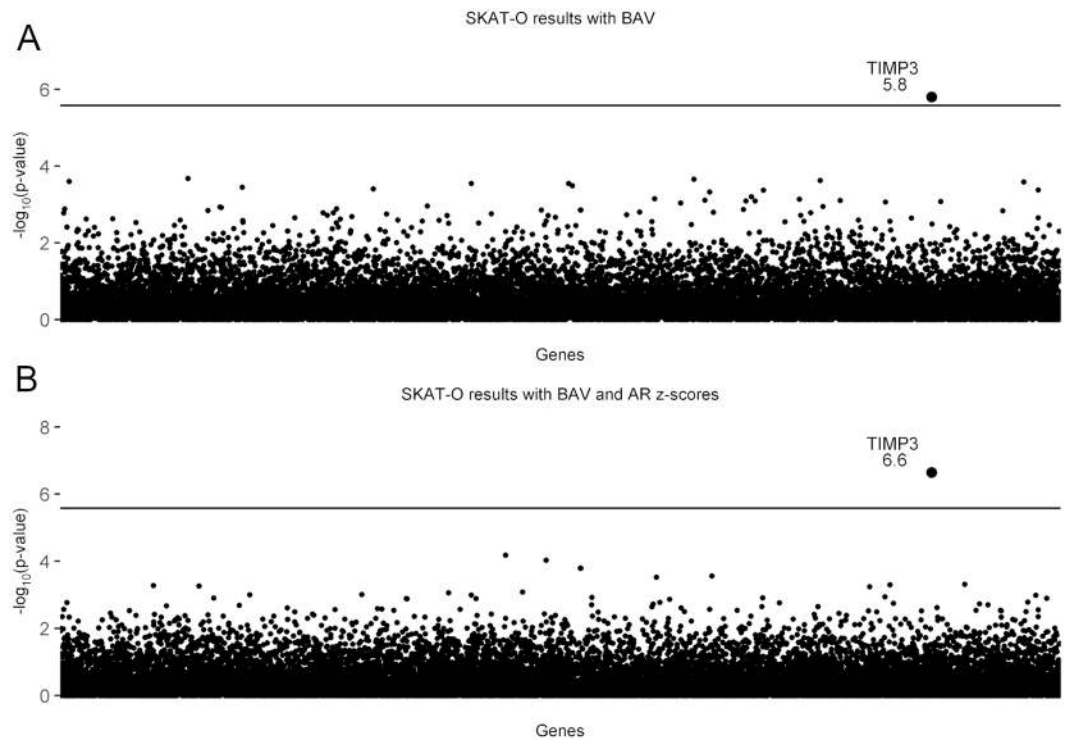 A
SKAT-O results with BAV
TIMP3
5.8
6
4
2
0
-log10(p-value)
Genes
B
SKAT-O results with BAV and AR z-scores
8
TIMP3
6.6
6
4
2
0
-log10(p-value)
Genes